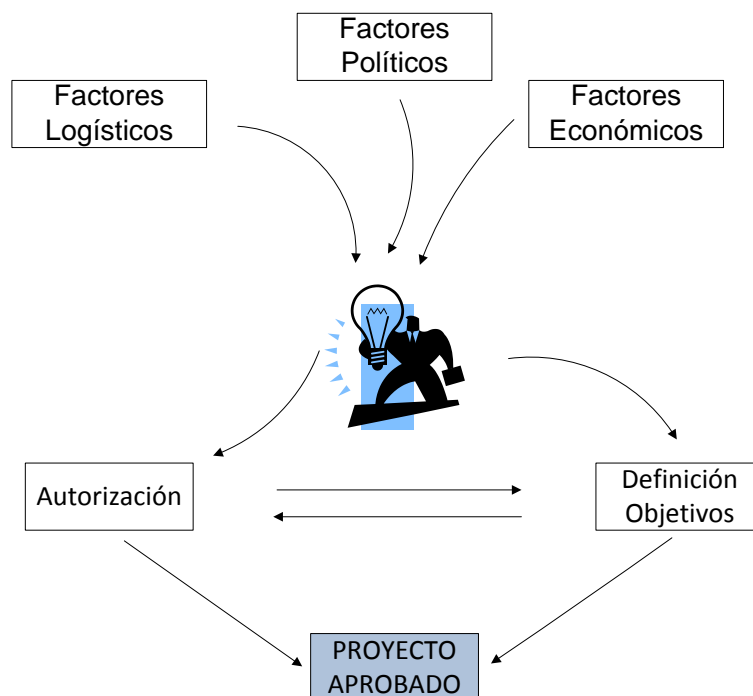 Factores
Políticos
Factores
Logísticos
Factores
Económicos
Autorización
Definición
Objetivos
PROYECTO
APROBADO